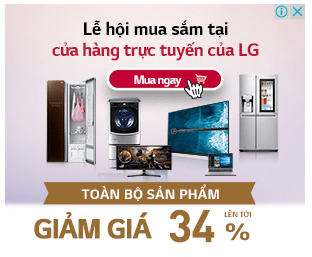 Lễ hội mua sắm tại
cửa hàng trực tuyến của LG
Mua ngay
TOÀN BỘ SẢN PHẨM
GIẢM GIÁ LÊN TỚI 34 %